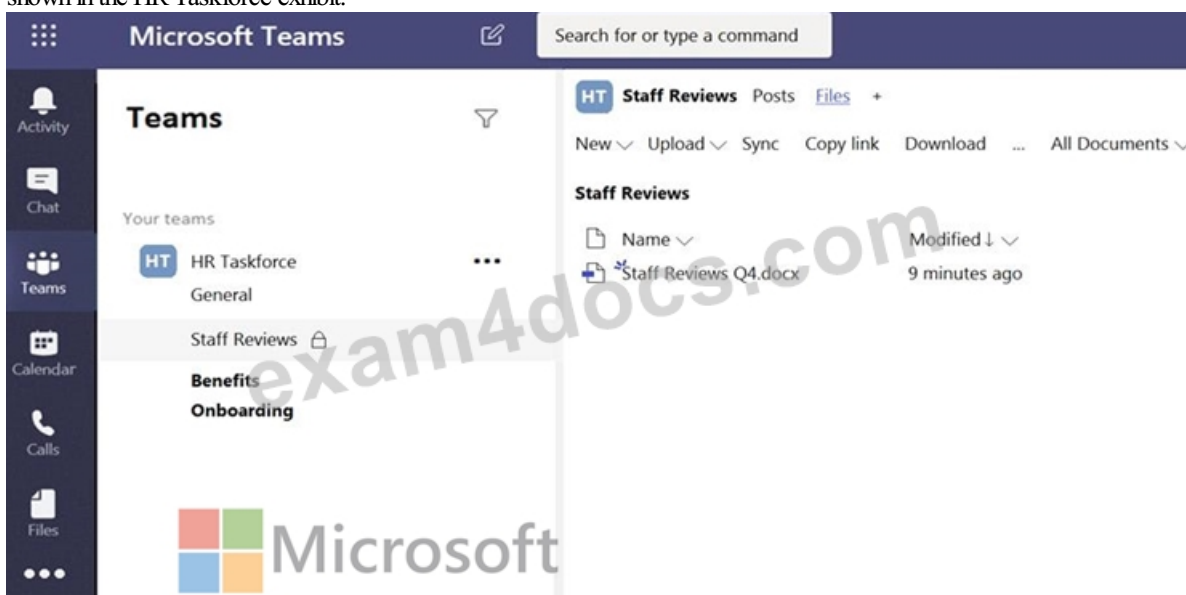 shown in the HR Taskforce exhibit.
Microsoft Teams
Search for or type a command
Activity
Chat
Teams
Calendar
Calls
Files
Teams
Your teams
HT HR Taskforce
General
Staff Reviews
Benefits
Onboarding
HT Staff Reviews Posts Files +
New Upload Sync Copy link Download ... All Documents
Staff Reviews
Name Modified ↓
Staff Reviews Q4.docx 9 minutes ago
exam4docs.com
Microsoft